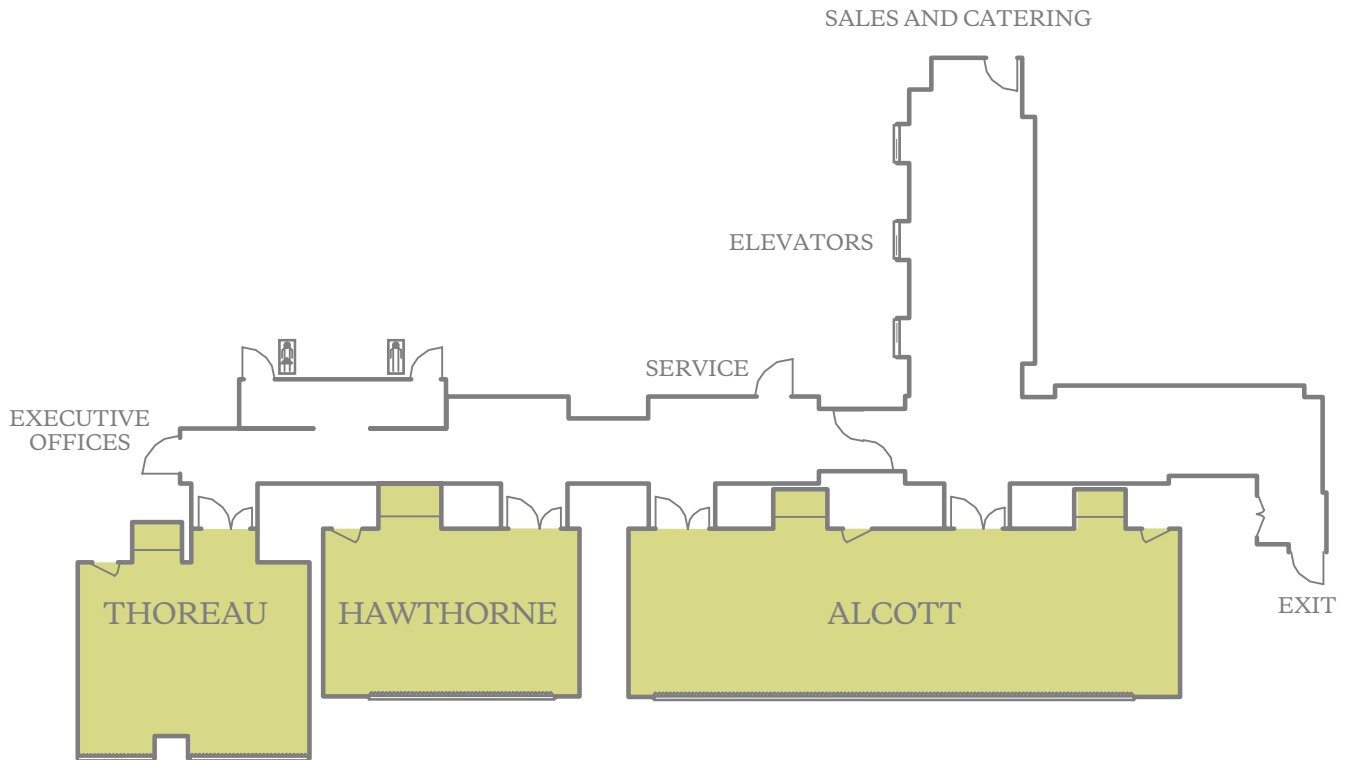 SALES AND CATERING
ELEVATORS
SERVICE
EXECUTIVE
OFFICES
THOREAU
HAWTHORNE
ALCOTT
EXIT